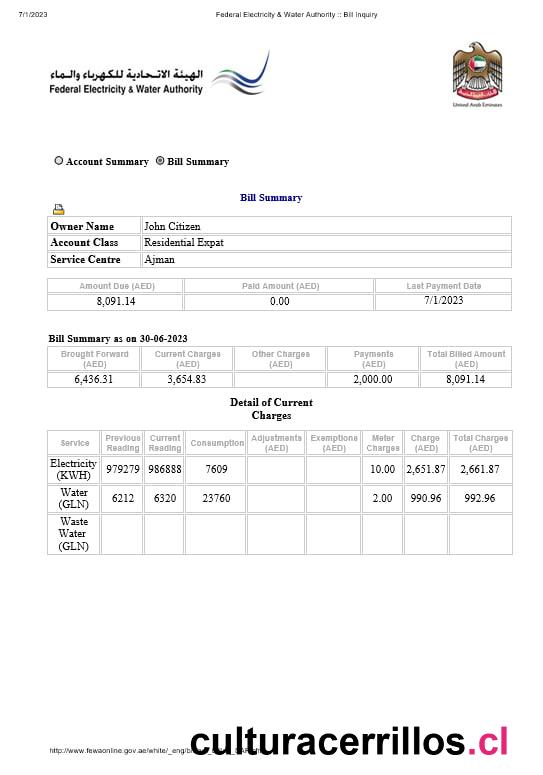 7/1/2023 Federal Electricity & Water Authority :: Bill Inquiry
الهيئة الاتحادية للكهرباء والماء
Federal Electricity & Water Authority
United Arab Emirates
Account Summary Bill Summary
Bill Summary
Owner Name John Citizen
Account Class Residential Expat
Service Centre Ajman
Amount Due (AED) Paid Amount (AED) Last Payment Date
8,091.14 0.00 7/1/2023
Bill Summary as on 30-06-2023
Brought Forward (AED) Current Charges (AED) Other Charges (AED) Payments (AED) Total Billed Amount (AED)
6,436.31 3,654.83 2,000.00 8,091.14
Detail of Current
Charges
Service Previous Reading Current Reading Consumption Adjustments (AED) Exemptions (AED) Meter Charges Charge (AED) Total Charges (AED)
Electricity (KWH) 979279 986888 7609 10.00 2,651.87 2,661.87
Water (GLN) 6212 6320 23760 2.00 990.96 992.96
Waste Water (GLN)
culturacerrillos.cl
http://www.fewaonline.gov.ae/white/_eng/b